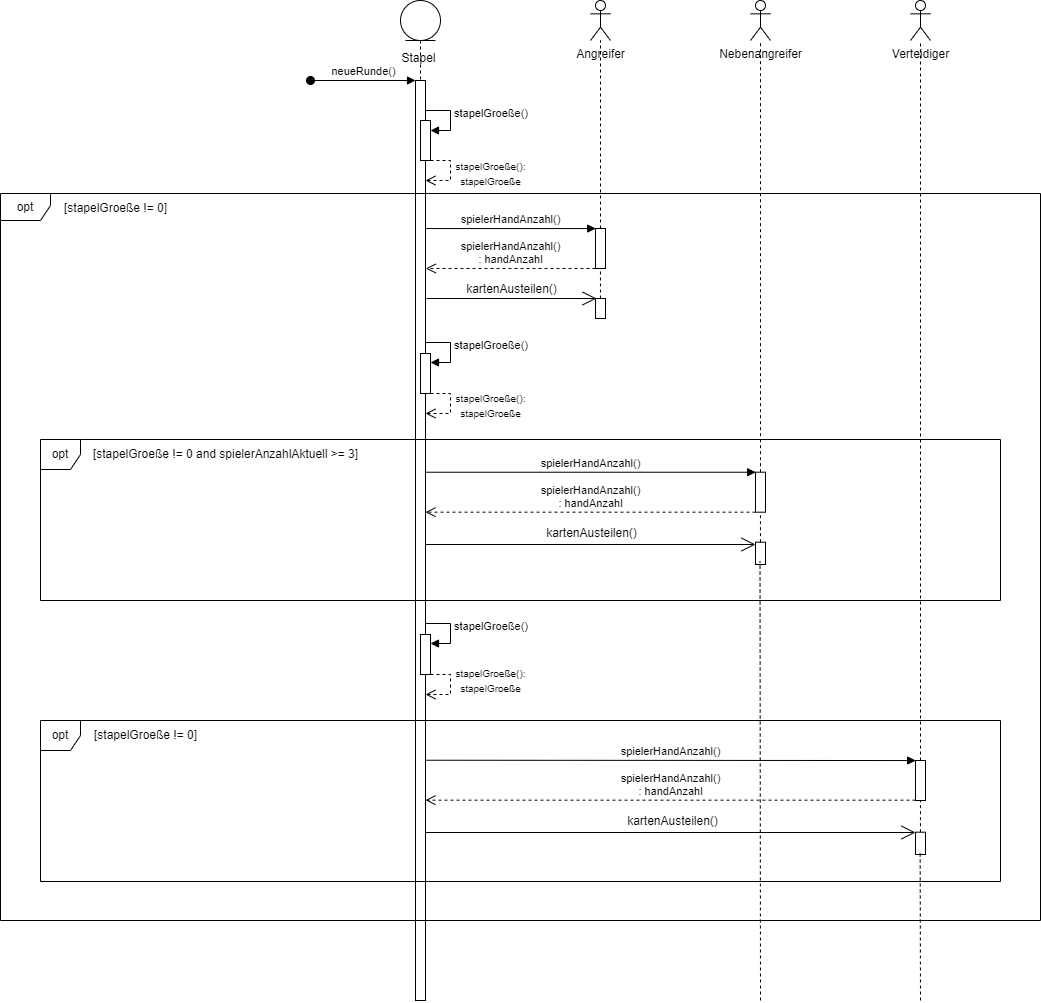 Stapel
Angreifer
Nebenangreifer
Verteidiger
neueRunde()
stapelGroeße()
stapelGroeße():
stapelGroeße
opt
[stapelGroeße != 0]
spielerHandAnzahl()
spielerHandAnzahl()
: handAnzahl
kartenAusteilen()
stapelGroeße()
stapelGroeße():
stapelGroeße
opt
[stapelGroeße != 0 and spielerAnzahlAktuell >= 3]
spielerHandAnzahl()
spielerHandAnzahl()
: handAnzahl
kartenAusteilen()
stapelGroeße()
stapelGroeße():
stapelGroeße
opt
[stapelGroeße != 0]
spielerHandAnzahl()
spielerHandAnzahl()
: handAnzahl
kartenAusteilen()